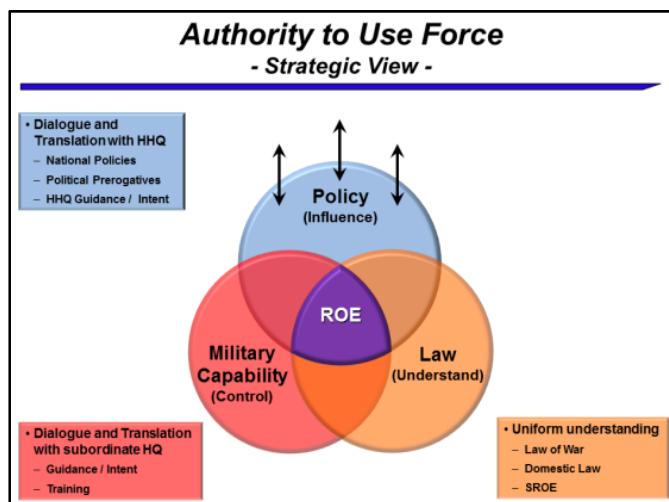 Authority to Use Force
- Strategic View -
• Dialogue and
Translation with HHQ
– National Policies
– Political Prerogatives
– HHQ Guidance / Intent
Policy
(Influence)
ROE
Military
Capability
(Control)
Law
(Understand)
• Dialogue and Translation
with subordinate HQ
– Guidance / Intent
– Training
• Uniform understanding
– Law of War
– Domestic Law
– SROE